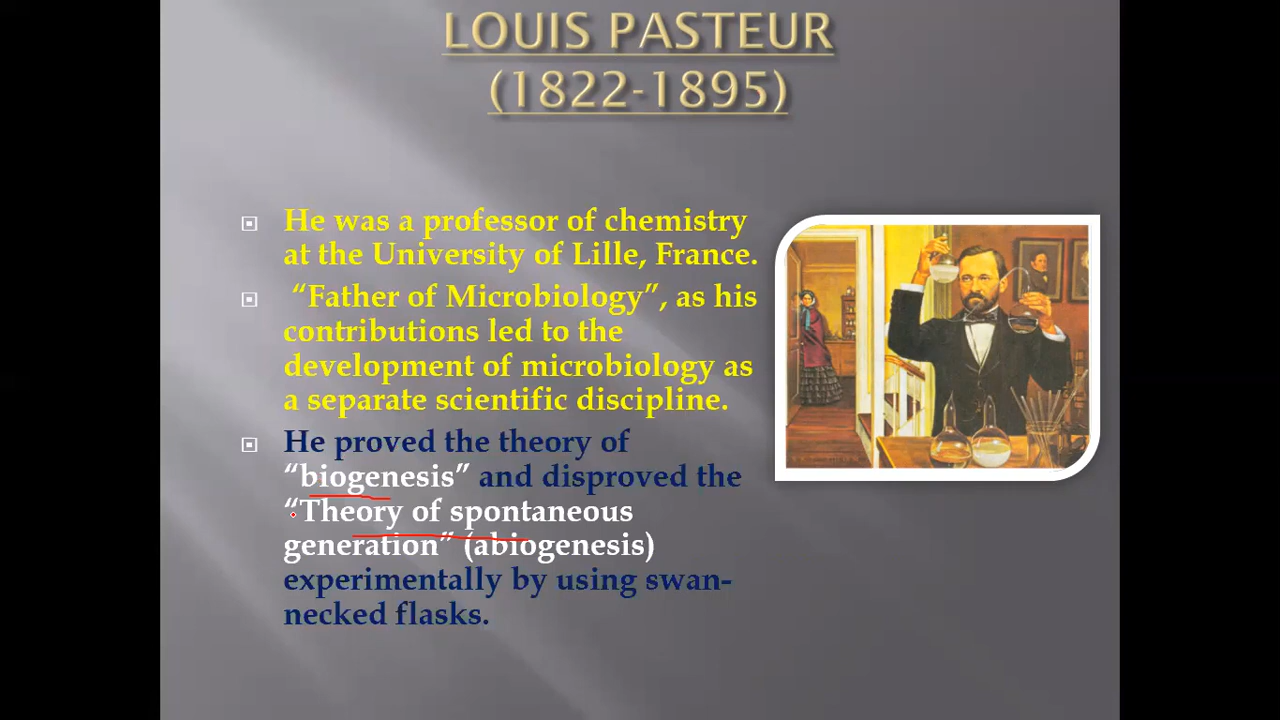 LOUIS PASTEUR
(1822-1895)
He was a professor of chemistry
at the University of Lille, France.
“Father of Microbiology”, as his
contributions led to the
development of microbiology as
a separate scientific discipline.
He proved the theory of
“biogenesis” and disproved the
“Theory of spontaneous
generation” (abiogenesis)
experimentally by using swan-
necked flasks.